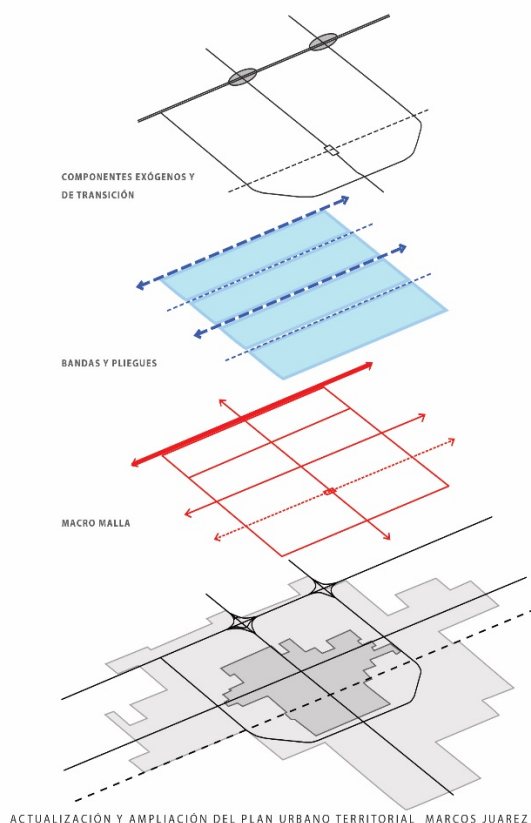 COMPONENTES EXÓGENOS Y
DE TRANSICIÓN
BANDAS Y PLIEGUES
MACRO MALLA
ACTUALIZACIÓN Y AMPLIACIÓN DEL PLAN URBANO TERRITORIAL MARCOS JUAREZ